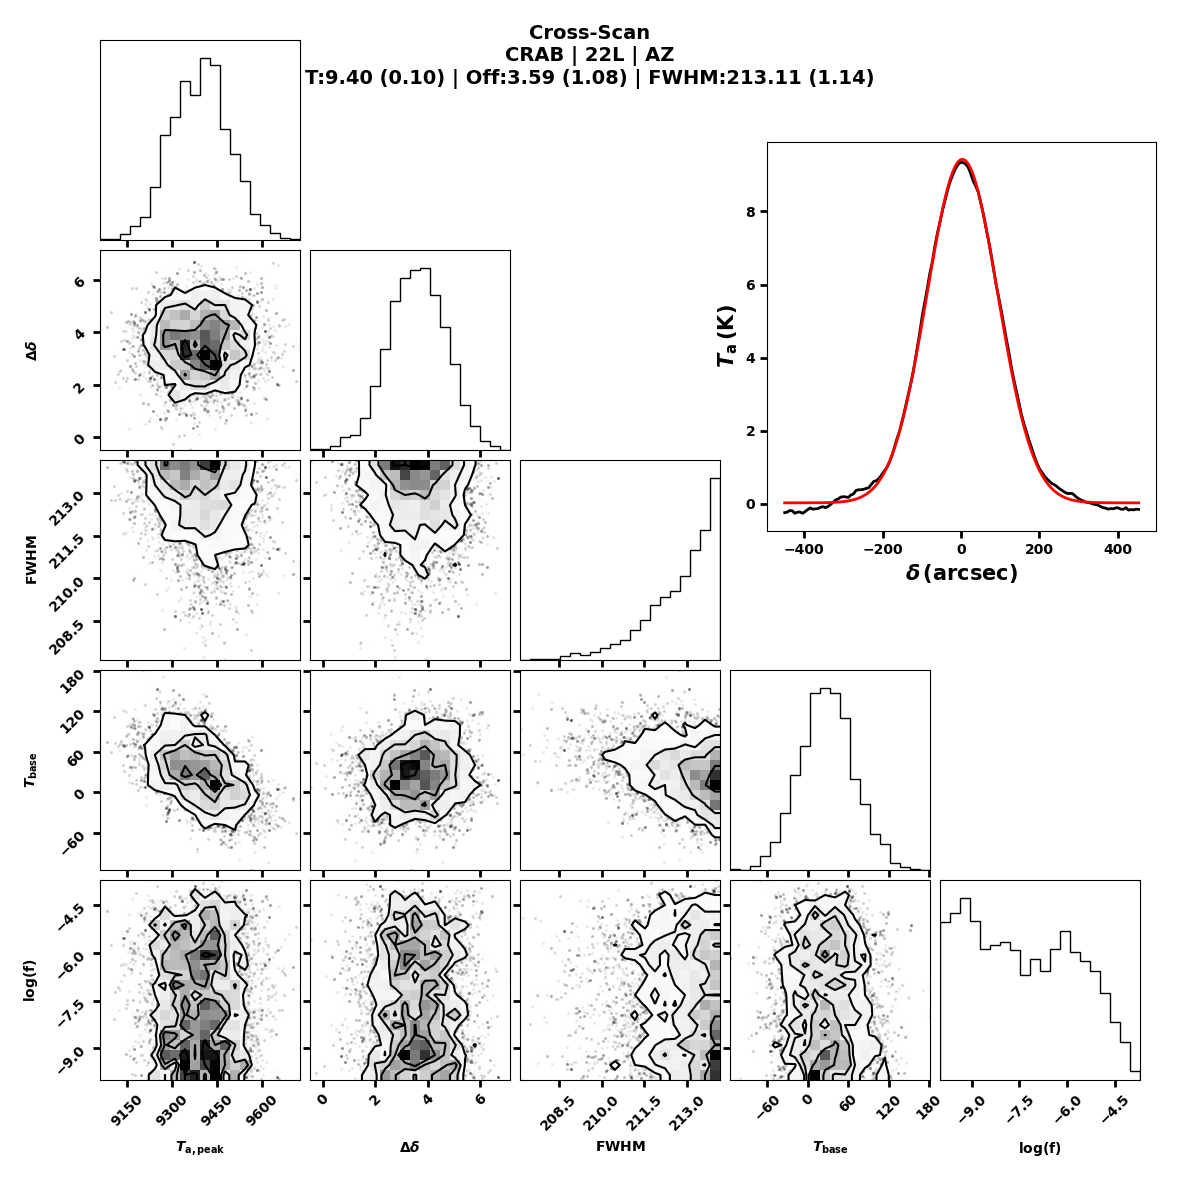 Cross-Scan
CRAB | 22L | AZ
T:9.40 (0.10) | Off:3.59 (1.08) | FWHM:213.11 (1.14)
8
6
4
2
0
T_a (K)
−400 −200 0 200 400
δ (arcsec)
6
4
2
0
Δδ
213.0
211.5
210.0
208.5
FWHM
180
120
60
0
−60
T_base
−4.5
−6.0
−7.5
−9.0
log(f)
9150 9300 9450 9600
T_a,peak
0 2 4 6
Δδ
208.5 210.0 211.5 213.0
FWHM
−60 0 60 120 180
T_base
−9.0 −7.5 −6.0 −4.5
log(f)